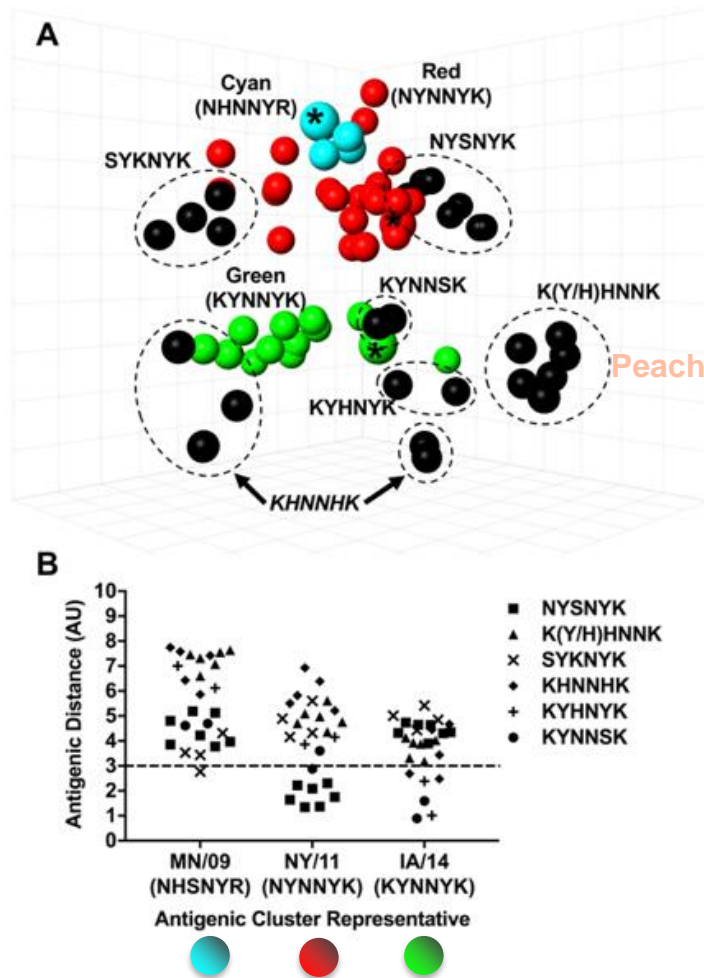 A
Cyan
(NHNNYR)
Red
(NYNNYK)
SYKNYK
NYSNYK
Green
(KYNNYK)
KYNNSK
K(Y/H)HNNK
Peach
KYHNYK
KHNNHK
B
Antigenic Distance (AU)
10
9
8
7
6
5
4
3
2
1
0
NYSNYK
K(Y/H)HNNK
SYKNYK
KHNNHK
KYHNYK
KYNNSK
MN/09
(NHSNYR)
NY/11
(NYNNYK)
IA/14
(KYNNYK)
Antigenic Cluster Representative